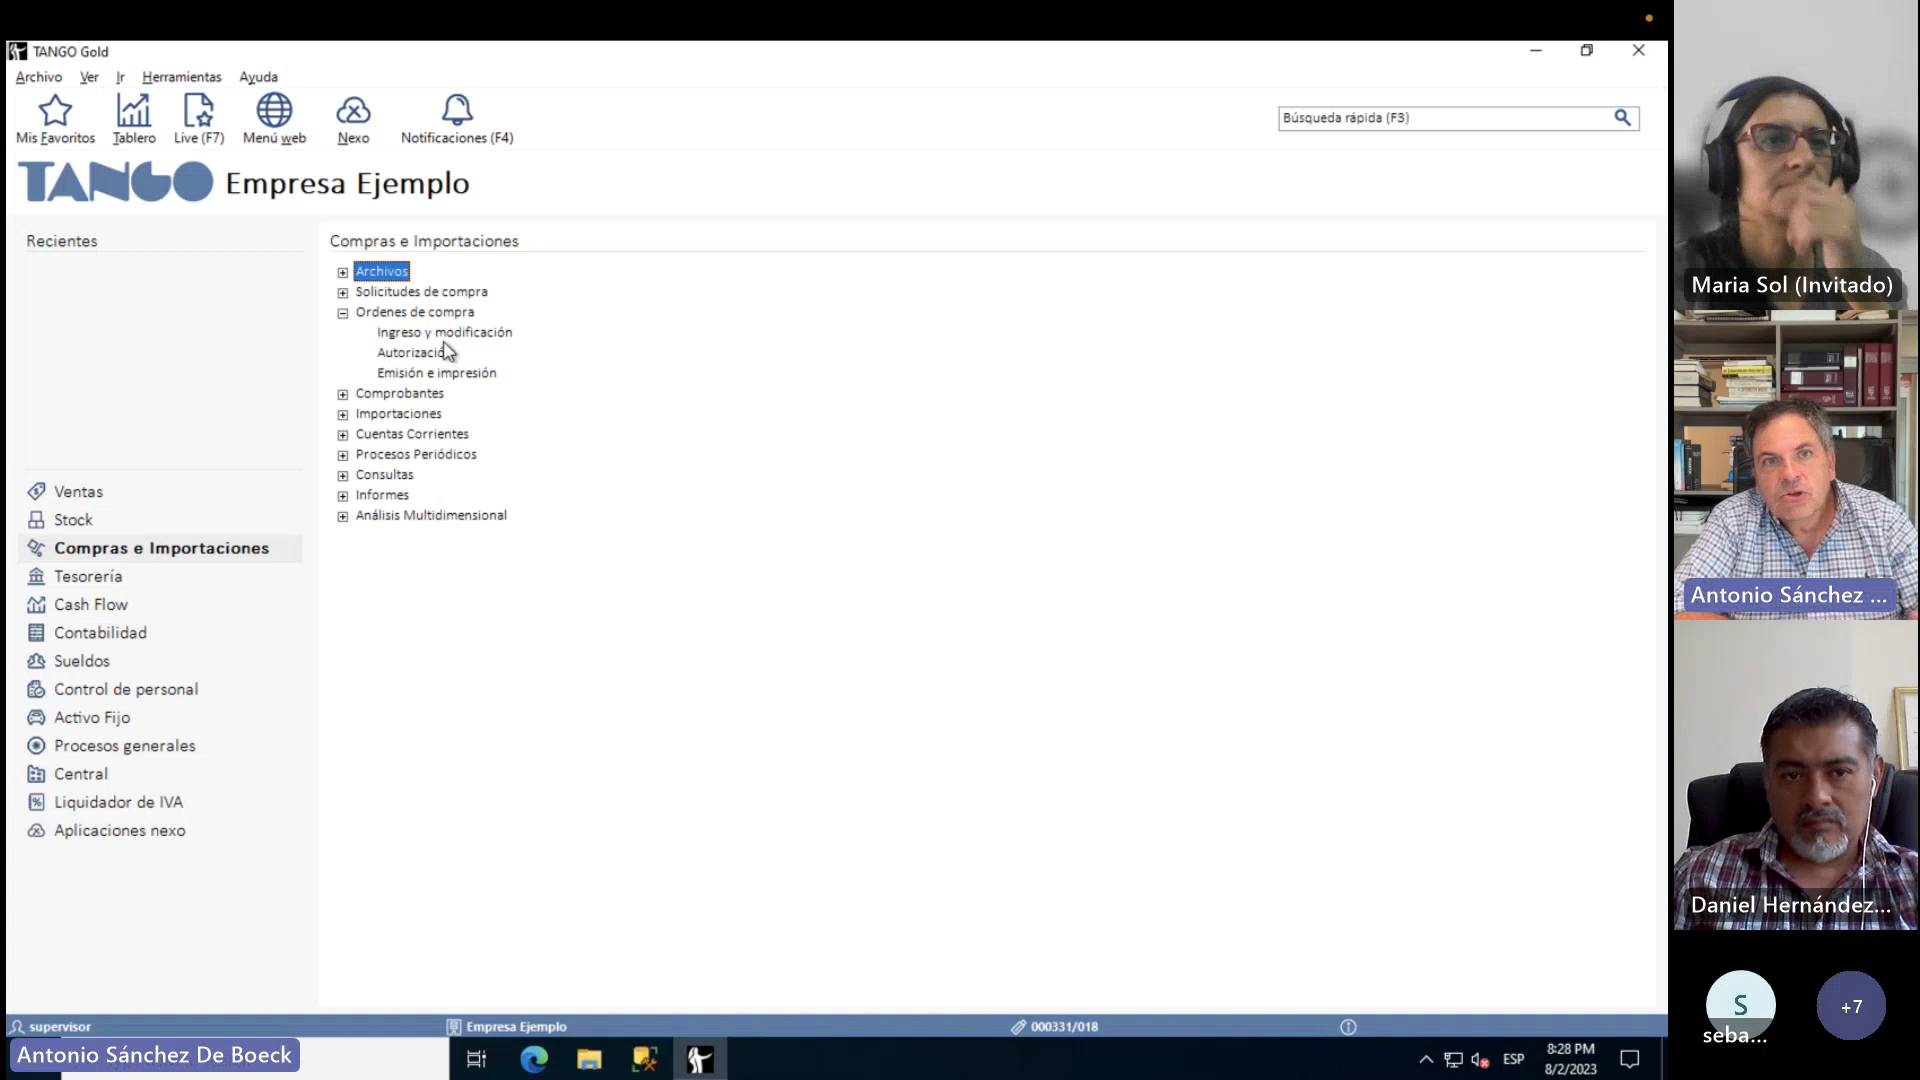 TANGO Gold
Archivo Ver Ir Herramientas Ayuda
Mis Favoritos Tablero Live (F7) Menú web Nexo Notificaciones (F4)
Búsqueda rápida (F3)
TANGO Empresa Ejemplo
Recientes
Ventas
Stock
Compras e Importaciones
Tesorería
Cash Flow
Contabilidad
Sueldos
Control de personal
Activo Fijo
Procesos generales
Central
Liquidador de IVA
Aplicaciones nexo
Compras e Importaciones
Archivos
Solicitudes de compra
Ordenes de compra
Ingreso y modificación
Autorizació
Emisión e impresión
Comprobantes
Importaciones
Cuentas Corrientes
Procesos Periódicos
Consultas
Informes
Análisis Multidimensional
supervisor
Empresa Ejemplo
000331/018
Antonio Sánchez De Boeck
ESP
8:28 PM
8/2/2023
Maria Sol (Invitado)
Antonio Sánchez ...
Daniel Hernández...
S
seba...
+7